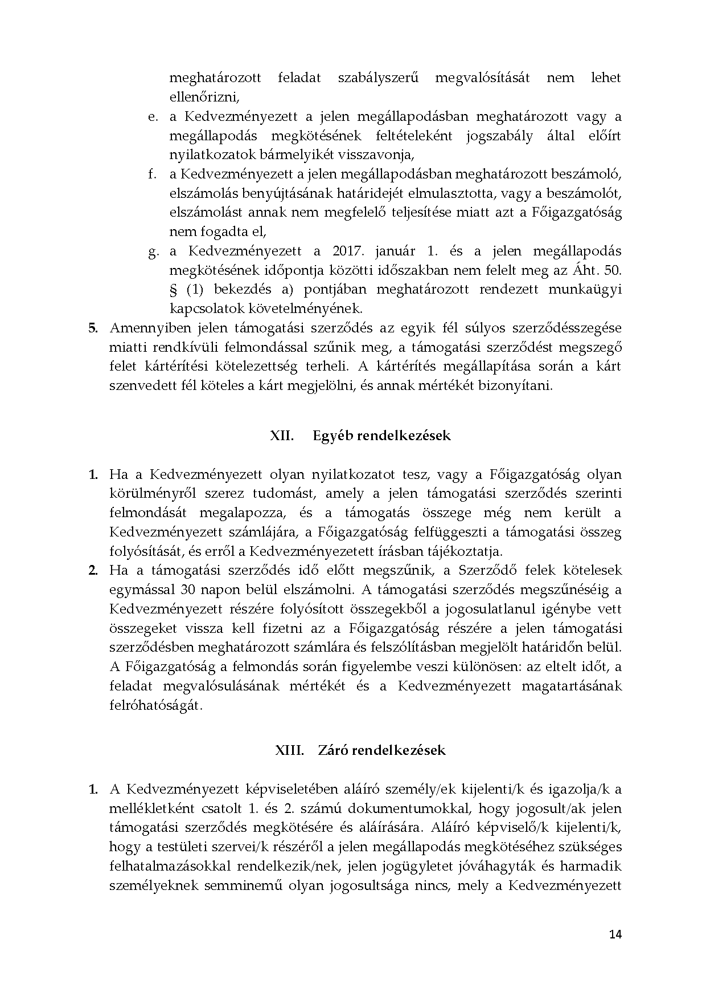 meghatározott feladat szabályszerű megvalósítását nem lehet
ellenőrizni,
e. a Kedvezményezett a jelen megállapodásban meghatározott vagy a
megállapodás megkötésének feltételeként jogszabály által előírt
nyilatkozatok bármelyikét visszavonja,
f. a Kedvezményezett a jelen megállapodásban meghatározott beszámoló,
elszámolás benyújtásának határidejét elmulasztotta, vagy a beszámolót,
elszámolást annak nem megfelelő teljesítése miatt azt a Főigazgatóság
nem fogadta el,
g. a Kedvezményezett a 2017. január 1. és a jelen megállapodás
megkötésének időpontja közötti időszakban nem felelt meg az Áht. 50.
§ (1) bekezdés a) pontjában meghatározott rendezett munkaügyi
kapcsolatok követelményének.
5. Amennyiben jelen támogatási szerződés az egyik fél súlyos szerződésszegése
miatti rendkívüli felmondással szűnik meg, a támogatási szerződést megszegő
felet kártérítési kötelezettség terheli. A kártérítés megállapítása során a kárt
szenvedett fél köteles a kárt megjelölni, és annak mértékét bizonyítani.
XII. Egyéb rendelkezések
1. Ha a Kedvezményezett olyan nyilatkozatot tesz, vagy a Főigazgatóság olyan
körülményről szerez tudomást, amely a jelen támogatási szerződés szerinti
felmondását megalapozza, és a támogatás összege még nem került a
Kedvezményezett számlájára, a Főigazgatóság felfüggeszti a támogatási összeg
folyósítását, és erről a Kedvezményezetett írásban tájékoztatja.
2. Ha a támogatási szerződés idő előtt megszűnik, a Szerződő felek kötelesek
egymással 30 napon belül elszámolni. A támogatási szerződés megszűnéséig a
Kedvezményezett részére folyósított összegekből a jogosulatlanul igénybe vett
összegeket vissza kell fizetni az a Főigazgatóság részére a jelen támogatási
szerződésben meghatározott számlára és felszólításban megjelölt határidőn belül.
A Főigazgatóság a felmondás során figyelembe veszi különösen: az eltelt időt, a
feladat megvalósulásának mértékét és a Kedvezményezett magatartásának
felróhatóságát.
XIII. Záró rendelkezések
1. A Kedvezményezett képviseletében aláíró személy/ek kijelenti/k és igazolja/k a
mellékletként csatolt 1. és 2. számú dokumentumokkal, hogy jogosult/ak jelen
támogatási szerződés megkötésére és aláírására. Aláíró képviselő/k kijelenti/k,
hogy a testületi szervei/k részéről a jelen megállapodás megkötéséhez szükséges
felhatalmazásokkal rendelkezik/nek, jelen jogügyletet jóváhagyták és harmadik
személyeknek semminemű olyan jogosultsága nincs, mely a Kedvezményezett
14